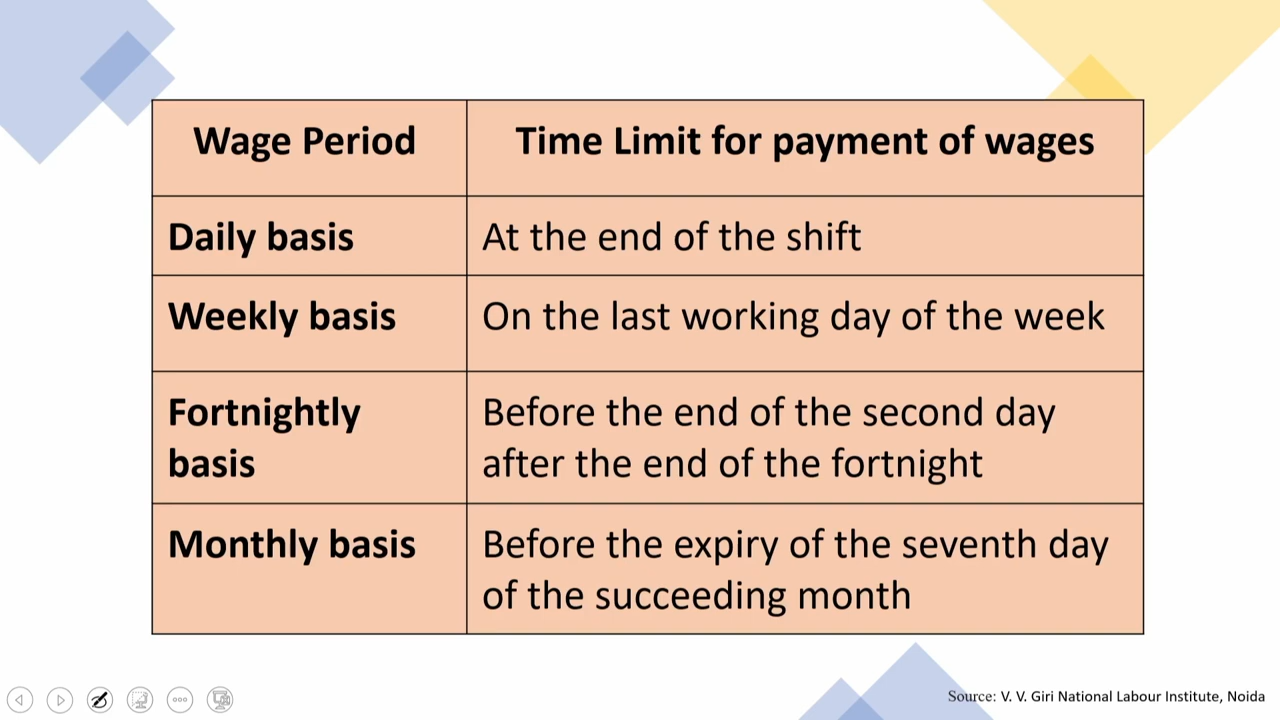 Wage Period
Time Limit for payment of wages
Daily basis
At the end of the shift
Weekly basis
On the last working day of the week
Fortnightly
basis
Before the end of the second day
after the end of the fortnight
Monthly basis
Before the expiry of the seventh day
of the succeeding month
Source: V. V. Giri National Labour Institute, Noida